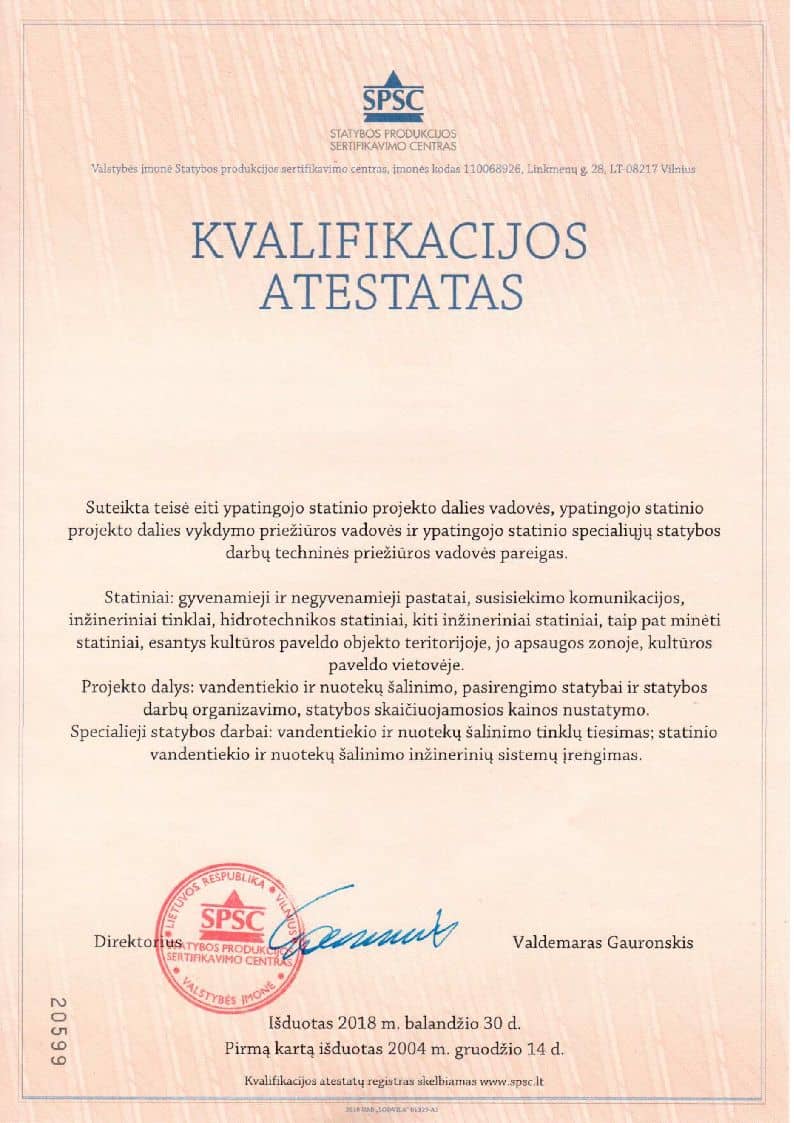 SPSC
STATYBOS PRODUKCIJOS
SERTIFIKAVIMO CENTRAS
Valstybės įmonė Statybos produkcijos sertifikavimo centras, įmonės kodas 110068926, Linkmenų g. 28, LT-08217 Vilnius
KVALIFIKACIJOS
ATESTATAS
Suteikta teisė eiti ypatingojo statinio projekto dalies vadovės, ypatingojo statinio
projekto dalies vykdymo priežiūros vadovės ir ypatingojo statinio specialiųjų statybos
darbų techninės priežiūros vadovės pareigas.
Statiniai: gyvenamieji ir negyvenamieji pastatai, susisiekimo komunikacijos,
inžineriniai tinklai, hidrotechnikos statiniai, kiti inžineriniai statiniai, taip pat minėti
statiniai, esantys kultūros paveldo objekto teritorijoje, jo apsaugos zonoje, kultūros
paveldo vietovėje.
Projekto dalys: vandentiekio ir nuotekų šalinimo, pasirengimo statybai ir statybos
darbų organizavimo, statybos skaičiuojamosios kainos nustatymo.
Specialieji statybos darbai: vandentiekio ir nuotekų šalinimo tinklų tiesimas; statinio
vandentiekio ir nuotekų šalinimo inžinerinių sistemų įrengimas.
LIETUVOS RESPUBLIKA • VILNIUS
SPSC
STATYBOS PRODUKCIJOS
SERTIFIKAVIMO CENTRAS
VALSTYBĖS ĮMONĖ
Direktorius
Valdemaras Gauronskis
20599
Išduotas 2018 m. balandžio 30 d.
Pirmą kartą išduotas 2004 m. gruodžio 14 d.
Kvalifikacijos atestatų registras skelbiamas www.spsc.lt